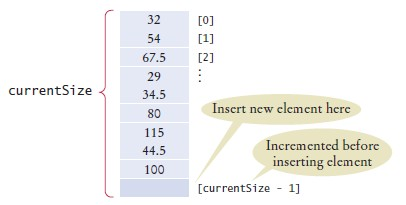 32 [0]
54 [1]
67.5 [2]
29
34.5
currentSize
80
Insert new element here
115
44.5
Incremented before
inserting element
100
[currentSize - 1]